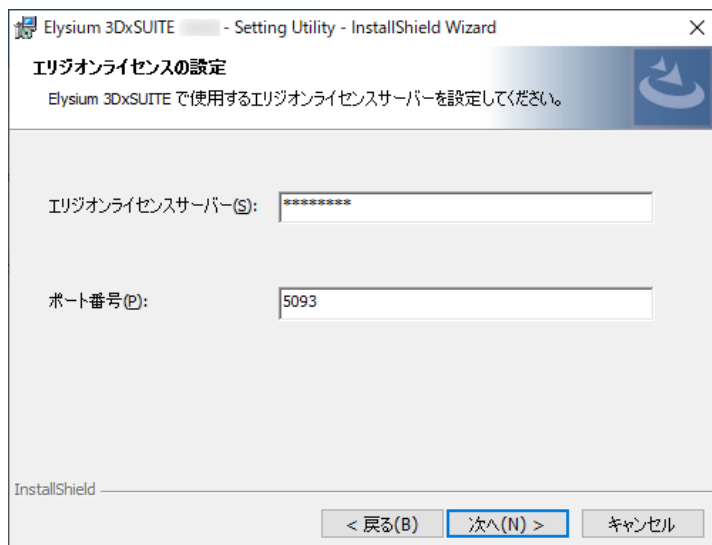 Elysium 3DxSUITE - Setting Utility - InstallShield Wizard
エリジオンライセンスの設定
Elysium 3DxSUITE で使用するエリジオンライセンスサーバーを設定してください。
エリジオンライセンスサーバー(S): ********
ポート番号(P): 5093
InstallShield
< 戻る(B) 次へ(N) > キャンセル